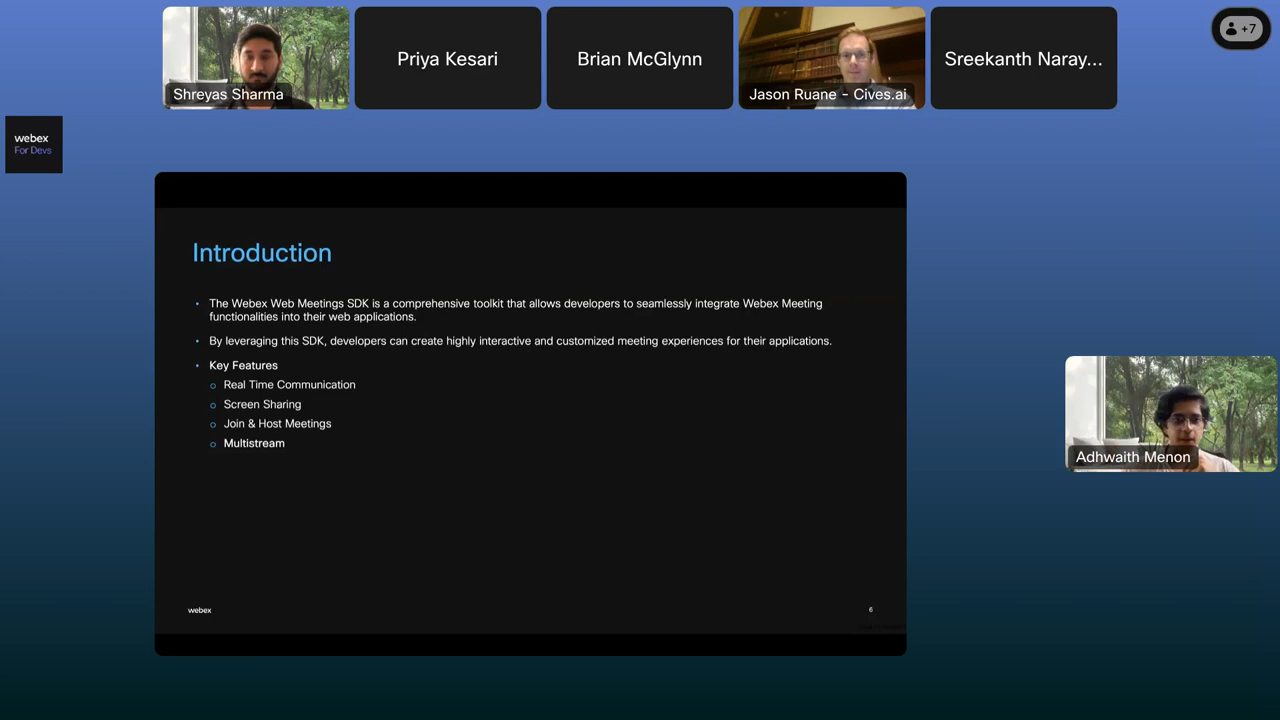 Shreyas Sharma
Priya Kesari
Brian McGlynn
Jason Ruane - Cives.ai
Sreekanth Naray...
+7
webex
For Devs
Introduction
• The Webex Web Meetings SDK is a comprehensive toolkit that allows developers to seamlessly integrate Webex Meeting
functionalities into their web applications.
• By leveraging this SDK, developers can create highly interactive and customized meeting experiences for their applications.
• Key Features
○ Real Time Communication
○ Screen Sharing
○ Join & Host Meetings
○ Multistream
Adhwaith Menon
webex
6